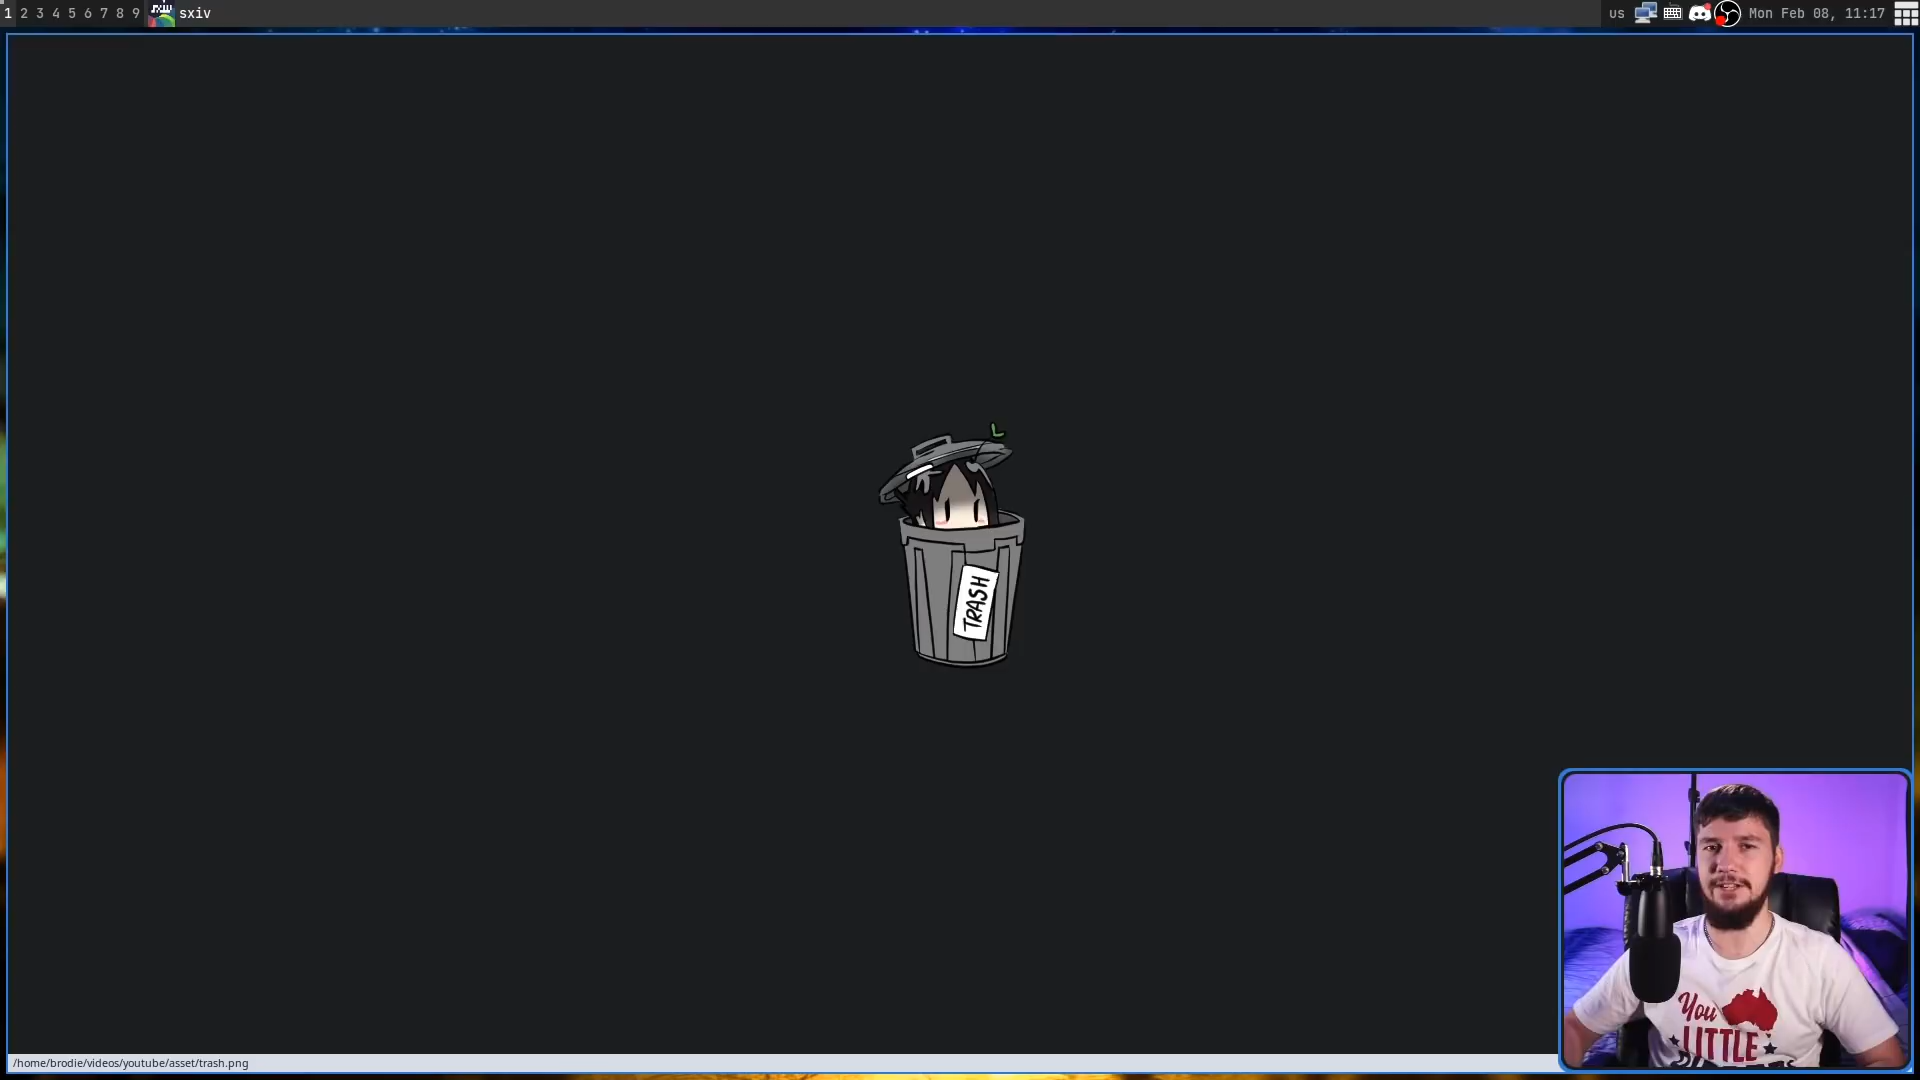 1 2 3 4 5 6 7 8 9 sxiv us Mon Feb 08, 11:17
TRASH
You
LITTLE
/home/brodie/videos/youtube/asset/trash.png